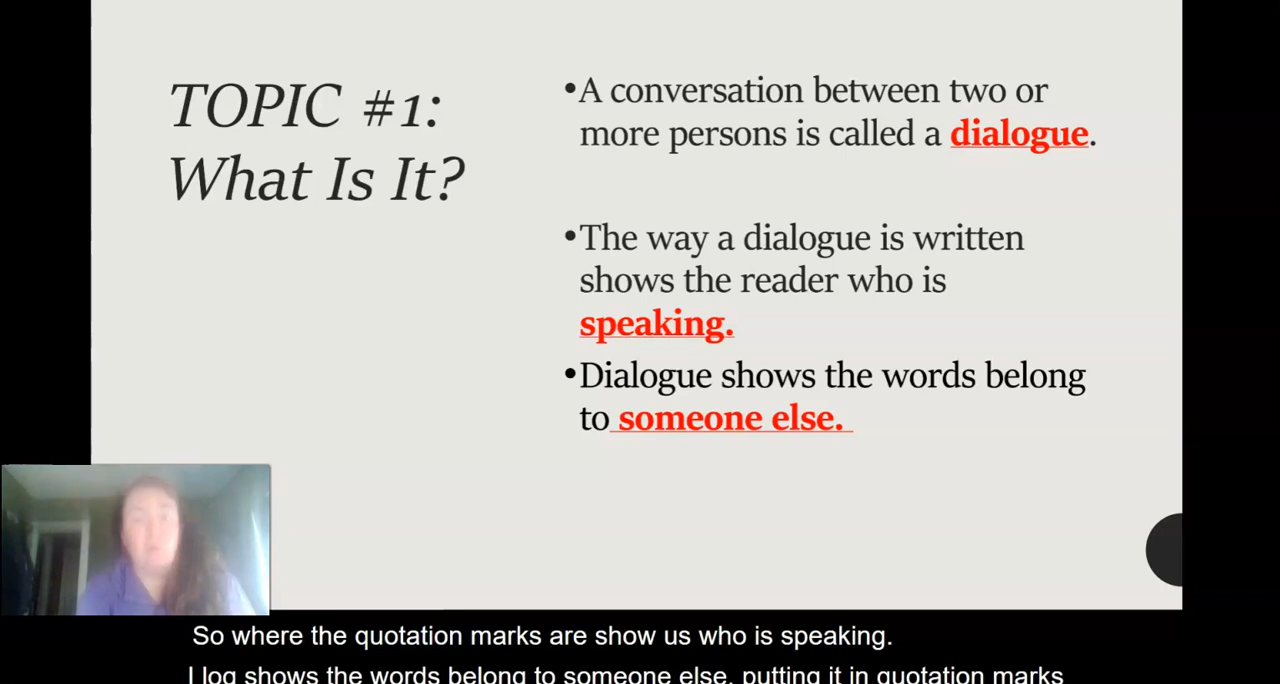 TOPIC #1:
What Is It?
•A conversation between two or
more persons is called a dialogue.
•The way a dialogue is written
shows the reader who is
speaking.
•Dialogue shows the words belong
to someone else.
So where the quotation marks are show us who is speaking.
I log shows the words belong to someone else, putting it in quotation marks